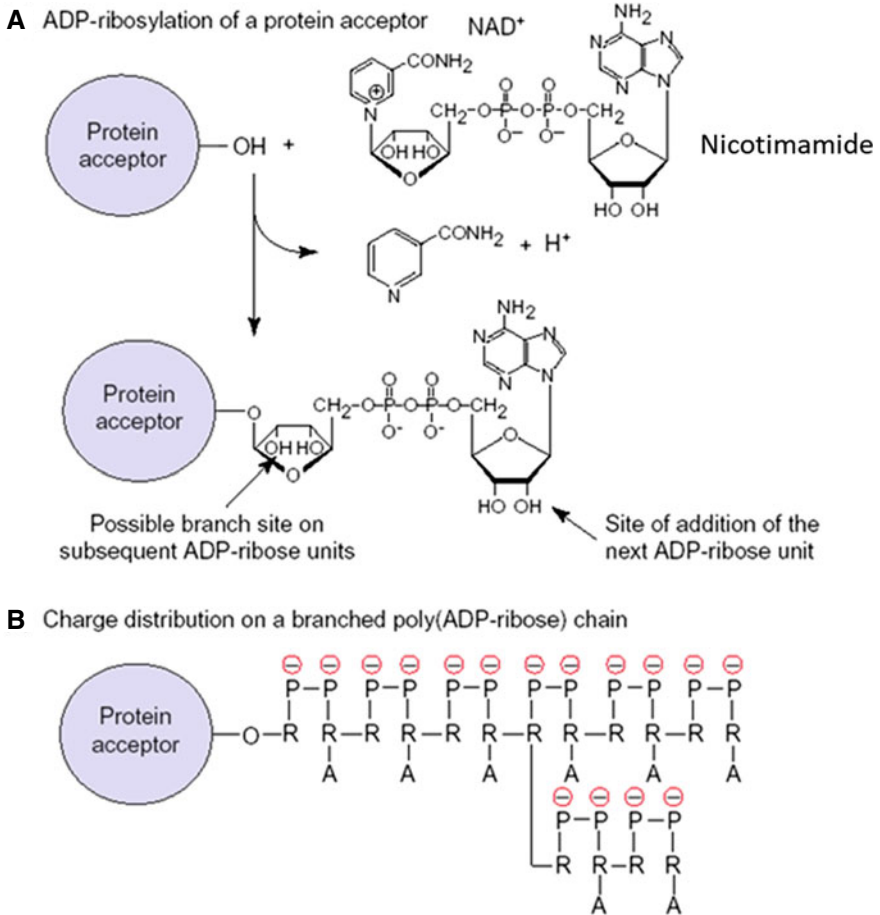 A ADP-ribosylation of a protein acceptor
NAD⁺
NH₂
N
N
N
N
CONH₂
⊕
N
CH₂–O–P–O–P–O–CH₂
O
O
O–
O–
OH HO
O
O
HO OH
Protein
acceptor
OH +
Nicotimamide
CONH₂
N
+ H⁺
NH₂
N
N
N
N
Protein
acceptor
O
CH₂–O–P–O–P–O–CH₂
O
O
O-
O-
OH HO
O
O
HO OH
Possible branch site on
subsequent ADP-ribose units
Site of addition of the
next ADP-ribose unit
B Charge distribution on a branched poly(ADP-ribose) chain
− − − − − − − − − − − −
P–P P–P P–P P–P P–P P–P
Protein
acceptor
O–R R–R R–R R–R R–R R–R R
A A A A A A
− − − −
P–P P–P
R R–R R
A A